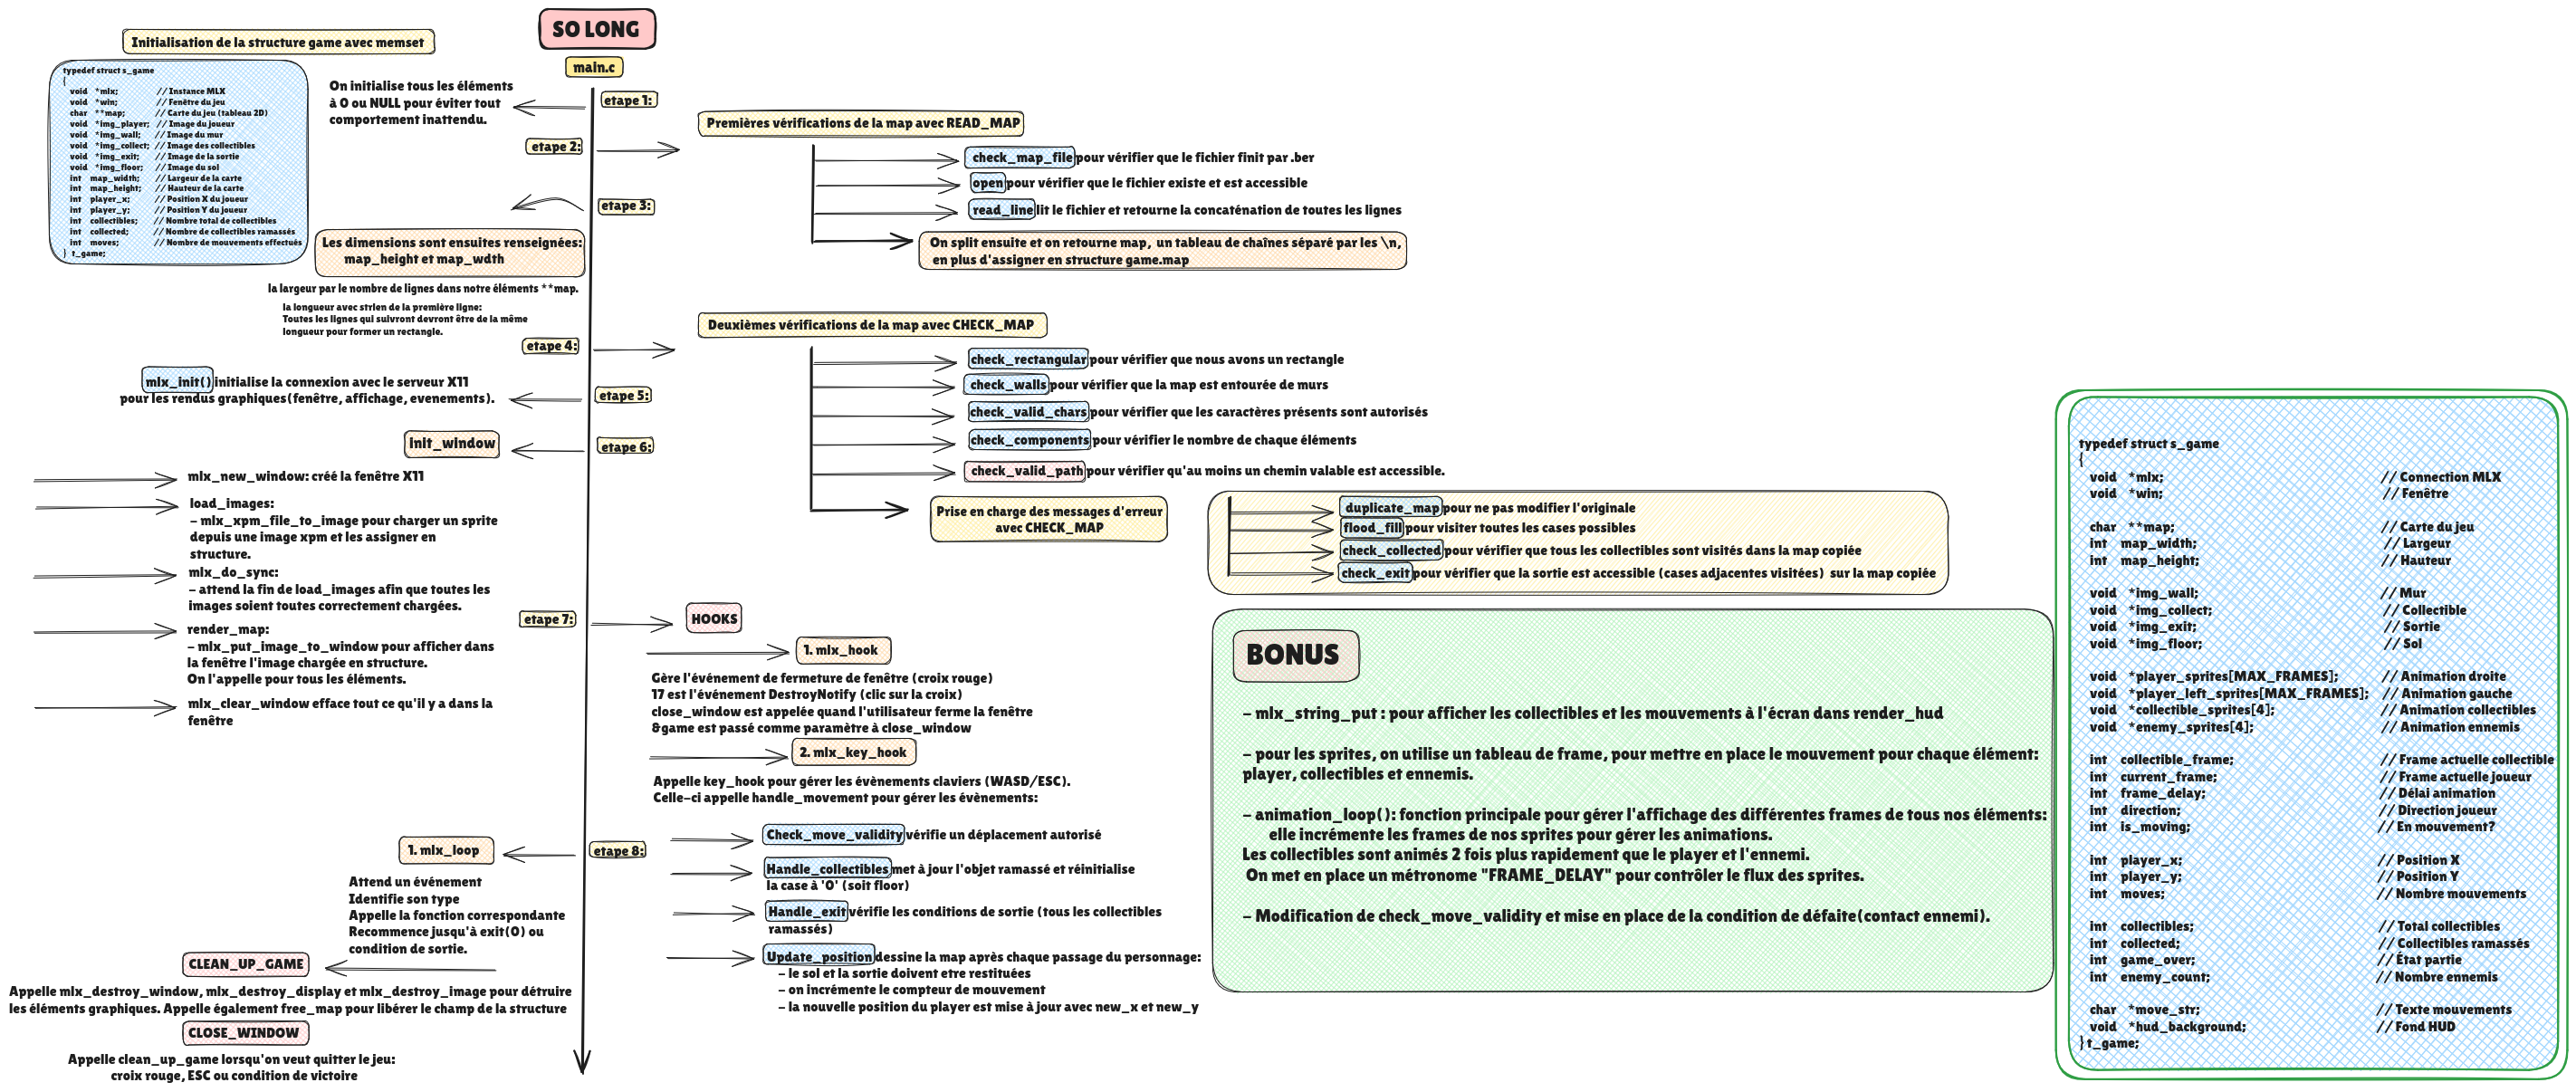 SO LONG
main.c
Initialisation de la structure game avec memset
typedef struct s_game
{
void *mlx; // Instance MLX
void *win; // Fenêtre du jeu
char **map; // Carte du jeu (tableau 2D)
void *img_player; // Image du joueur
void *img_wall; // Image du mur
void *img_collect; // Image des collectibles
void *img_exit; // Image de la sortie
void *img_floor; // Image du sol
int map_width; // Largeur de la carte
int map_height; // Hauteur de la carte
int player_x; // Position X du joueur
int player_y; // Position Y du joueur
int collectibles; // Nombre total de collectibles
int collected; // Nombre de collectibles ramassés
int moves; // Nombre de mouvements effectués
} t_game;
etape 1:
On initialise tous les éléments
à 0 ou NULL pour éviter tout
comportement inattendu.
etape 2:
Premières vérifications de la map avec READ_MAP
check_map_file pour vérifier que le fichier finit par .ber
open pour vérifier que le fichier existe et est accessible
read_line lit le fichier et retourne la concaténation de toutes les lignes
On split ensuite et on retourne map, un tableau de chaînes séparé par les \n,
en plus d'assigner en structure game.map
etape 3:
Les dimensions sont ensuites renseignées:
map_height et map_wdth
la largeur par le nombre de lignes dans notre éléments **map.
la longueur avec strlen de la première ligne:
Toutes les lignes qui suivront devront être de la même
longueur pour former un rectangle.
etape 4:
Deuxièmes vérifications de la map avec CHECK_MAP
check_rectangular pour vérifier que nous avons un rectangle
check_walls pour vérifier que la map est entourée de murs
check_valid_chars pour vérifier que les caractères présents sont autorisés
check_components pour vérifier le nombre de chaque éléments
check_valid_path pour vérifier qu'au moins un chemin valable est accessible.
Prise en charge des messages d'erreur
avec CHECK_MAP
duplicate_map pour ne pas modifier l'originale
flood_fill pour visiter toutes les cases possibles
check_collected pour vérifier que tous les collectibles sont visités dans la map copiée
check_exit pour vérifier que la sortie est accessible (cases adjacentes visitées) sur la map copiée
etape 5:
mlx_init() initialise la connexion avec le serveur X11
pour les rendus graphiques(fenêtre, affichage, evenements).
etape 6:
init_window
mlx_new_window: créé la fenêtre X11
load_images:
– mlx_xpm_file_to_image pour charger un sprite
depuis une image xpm et les assigner en
structure.
mlx_do_sync:
– attend la fin de load_images afin que toutes les
images soient toutes correctement chargées.
render_map:
– mlx_put_image_to_window pour afficher dans
la fenêtre l'image chargée en structure.
On l'appelle pour tous les éléments.
mlx_clear_window efface tout ce qu'il y a dans la
fenêtre
etape 7:
HOOKS
1. mlx_hook
Gère l'événement de fermeture de fenêtre (croix rouge)
17 est l'événement DestroyNotify (clic sur la croix)
close_window est appelée quand l'utilisateur ferme la fenêtre
&game est passé comme paramètre à close_window
2. mlx_key_hook
Appelle key_hook pour gérer les évènements claviers (WASD/ESC).
Celle-ci appelle handle_movement pour gérer les évènements:
Check_move_validity vérifie un déplacement autorisé
Handle_collectibles met à jour l'objet ramassé et réinitialise
la case à '0' (soit floor)
Handle_exit vérifie les conditions de sortie (tous les collectibles
ramassés)
Update_position dessine la map après chaque passage du personnage:
– le sol et la sortie doivent etre restituées
– on incrémente le compteur de mouvement
– la nouvelle position du player est mise à jour avec new_x et new_y
etape 8:
1. mlx_loop
Attend un événement
Identifie son type
Appelle la fonction correspondante
Recommence jusqu'à exit(0) ou
condition de sortie.
CLEAN_UP_GAME
Appelle mlx_destroy_window, mlx_destroy_display et mlx_destroy_image pour détruire
les éléments graphiques. Appelle également free_map pour libérer le champ de la structure
CLOSE_WINDOW
Appelle clean_up_game lorsqu'on veut quitter le jeu:
croix rouge, ESC ou condition de victoire
BONUS
– mlx_string_put : pour afficher les collectibles et les mouvements à l'écran dans render_hud
– pour les sprites, on utilise un tableau de frame, pour mettre en place le mouvement pour chaque élément:
player, collectibles et ennemis.
– animation_loop(): fonction principale pour gérer l'affichage des différentes frames de tous nos éléments:
elle incrémente les frames de nos sprites pour gérer les animations.
Les collectibles sont animés 2 fois plus rapidement que le player et l'ennemi.
On met en place un métronome "FRAME_DELAY" pour contrôler le flux des sprites.
– Modification de check_move_validity et mise en place de la condition de défaite(contact ennemi).
typedef struct s_game
{
void *mlx; // Connection MLX
void *win; // Fenêtre
char **map; // Carte du jeu
int map_width; // Largeur
int map_height; // Hauteur
void *img_wall; // Mur
void *img_collect; // Collectible
void *img_exit; // Sortie
void *img_floor; // Sol
void *player_sprites[MAX_FRAMES]; // Animation droite
void *player_left_sprites[MAX_FRAMES]; // Animation gauche
void *collectible_sprites[4]; // Animation collectibles
void *enemy_sprites[4]; // Animation ennemis
int collectible_frame; // Frame actuelle collectible
int current_frame; // Frame actuelle joueur
int frame_delay; // Délai animation
int direction; // Direction joueur
int is_moving; // En mouvement?
int player_x; // Position X
int player_y; // Position Y
int moves; // Nombre mouvements
int collectibles; // Total collectibles
int collected; // Collectibles ramassés
int game_over; // État partie
int enemy_count; // Nombre ennemis
char *move_str; // Texte mouvements
void *hud_background; // Fond HUD
} t_game;